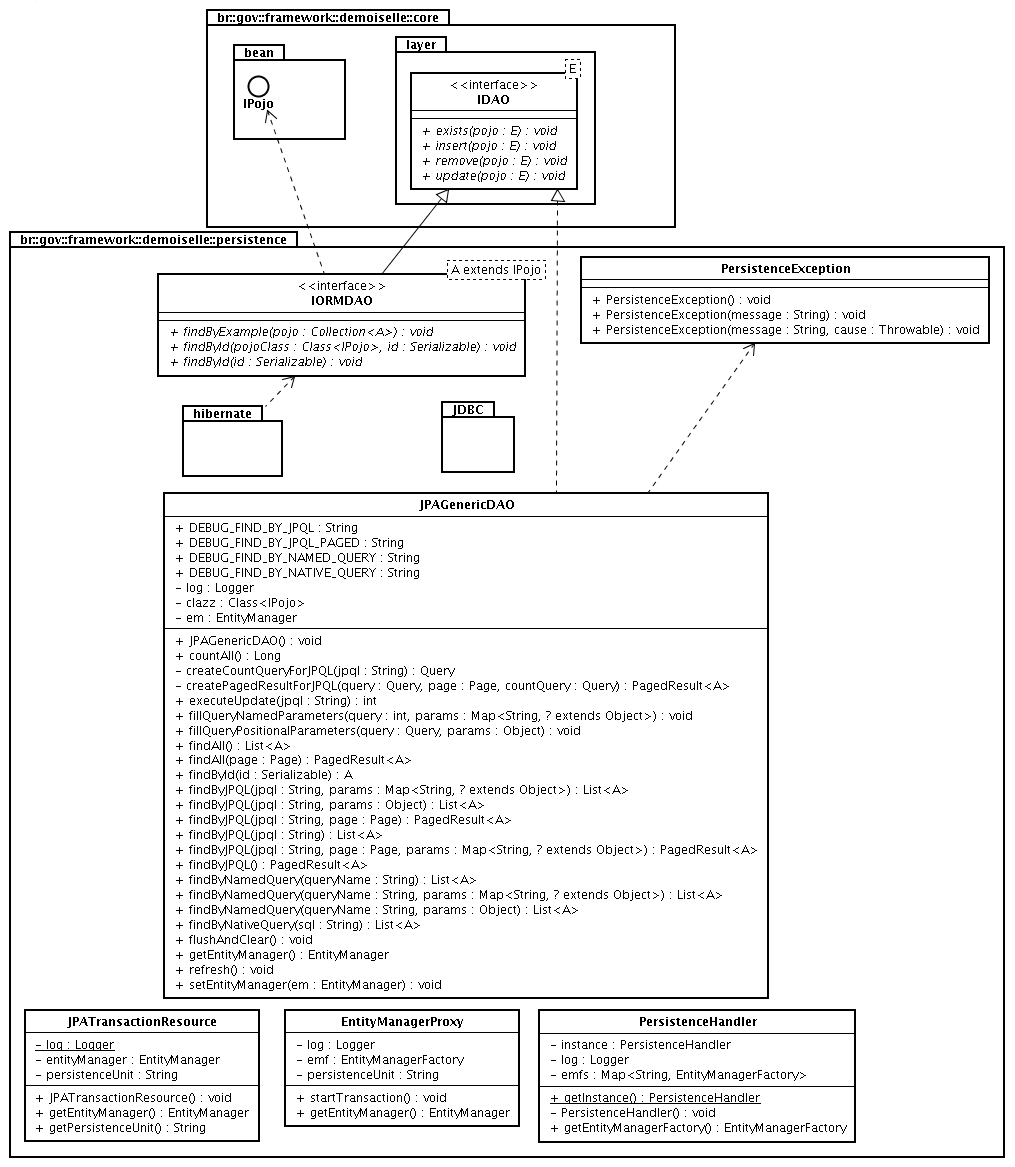 br::gov::framework::demoiselle::core
bean
IPojo
layer
E
<<interface>>
IDAO
+ exists(pojo : E) : void
+ insert(pojo : E) : void
+ remove(pojo : E) : void
+ update(pojo : E) : void
br::gov::framework::demoiselle::persistence
A extends IPojo
<<interface>>
IORMDAO
+ findByExample(pojo : Collection<A>) : void
+ findById(pojoClass : Class<IPojo>, id : Serializable) : void
+ findById(id : Serializable) : void
PersistenceException
+ PersistenceException() : void
+ PersistenceException(message : String) : void
+ PersistenceException(message : String, cause : Throwable) : void
hibernate
JDBC
JPAGenericDAO
+ DEBUG_FIND_BY_JPQL : String
+ DEBUG_FIND_BY_JPQL_PAGED : String
+ DEBUG_FIND_BY_NAMED_QUERY : String
+ DEBUG_FIND_BY_NATIVE_QUERY : String
- log : Logger
- clazz : Class<IPojo>
- em : EntityManager
+ JPAGenericDAO() : void
+ countAll() : Long
- createCountQueryForJPQL(jpql : String) : Query
- createPagedResultForJPQL(query : Query, page : Page, countQuery : Query) : PagedResult<A>
+ executeUpdate(jpql : String) : int
+ fillQueryNamedParameters(query : int, params : Map<String, ? extends Object>) : void
+ fillQueryPositionalParameters(query : Query, params : Object) : void
+ findAll() : List<A>
+ findAll(page : Page) : PagedResult<A>
+ findById(id : Serializable) : A
+ findByJPQL(jpql : String, params : Map<String, ? extends Object>) : List<A>
+ findByJPQL(jpql : String, params : Object) : List<A>
+ findByJPQL(jpql : String, page : Page) : PagedResult<A>
+ findByJPQL(jpql : String) : List<A>
+ findByJPQL(jpql : String, page : Page, params : Map<String, ? extends Object>) : PagedResult<A>
+ findByJPQL() : PagedResult<A>
+ findByNamedQuery(queryName : String) : List<A>
+ findByNamedQuery(queryName : String, params : Map<String, ? extends Object>) : List<A>
+ findByNamedQuery(queryName : String, params : Object) : List<A>
+ findByNativeQuery(sql : String) : List<A>
+ flushAndClear() : void
+ getEntityManager() : EntityManager
+ refresh() : void
+ setEntityManager(em : EntityManager) : void
JPATransactionResource
- log : Logger
- entityManager : EntityManager
- persistenceUnit : String
+ JPATransactionResource() : void
+ getEntityManager() : EntityManager
+ getPersistenceUnit() : String
EntityManagerProxy
- log : Logger
- emf : EntityManagerFactory
- persistenceUnit : String
+ startTransaction() : void
+ getEntityManager() : EntityManager
PersistenceHandler
- instance : PersistenceHandler
- log : Logger
- emfs : Map<String, EntityManagerFactory>
+ getInstance() : PersistenceHandler
- PersistenceHandler() : void
+ getEntityManagerFactory() : EntityManagerFactory